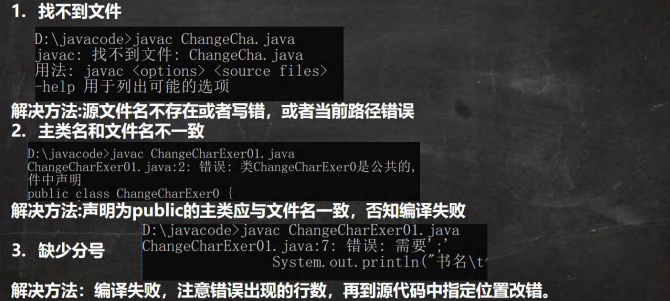 1. 找不到文件
D:\javacode>javac ChangeCha.java
javac: 找不到文件: ChangeCha.java
用法: javac <options> <source files>
-help 用于列出可能的选项
解决方法:源文件名不存在或者写错，或者当前路径错误
2. 主类名和文件名不一致
D:\javacode>javac ChangeCharExer01.java
ChangeCharExer01.java:2: 错误: 类ChangeCharExer0是公共的,
件中声明
public class ChangeCharExer0 {
解决方法:声明为public的主类应与文件名一致，否知编译失败
3. 缺少分号
D:\javacode>javac ChangeCharExer01.java
ChangeCharExer01.java:7: 错误: 需要';'
System.out.println("书名\t
解决方法：编译失败，注意错误出现的行数，再到源代码中指定位置改错。